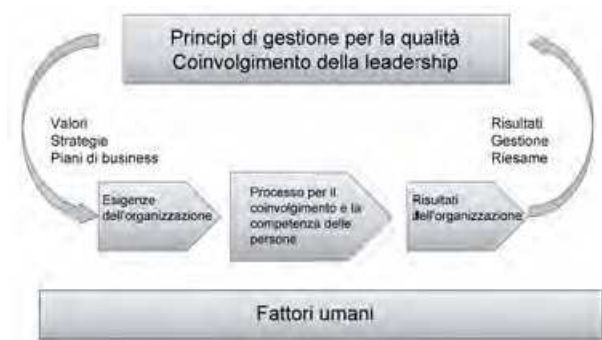 Principi di gestione per la qualità
Coinvolgimento della leadership
Valori
Strategie
Piani di business
Risultati
Gestione
Riesame
Esigenze
dell'organizzazione
Processo per il
coinvolgimento e la
competenza delle
persone
Risultati
dell'organizzazione
Fattori umani